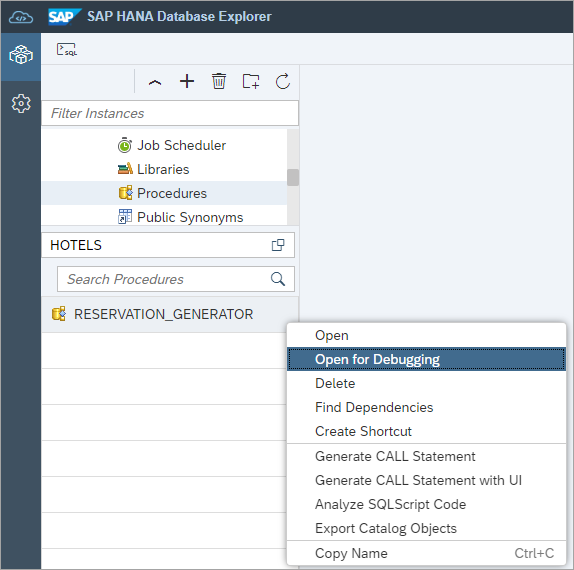 SAP SAP HANA Database Explorer
SQL
Filter Instances
Job Scheduler
Libraries
Procedures
Public Synonyms
HOTELS
Search Procedures
RESERVATION_GENERATOR
Open
Open for Debugging
Delete
Find Dependencies
Create Shortcut
Generate CALL Statement
Generate CALL Statement with UI
Analyze SQLScript Code
Export Catalog Objects
Copy Name Ctrl+C